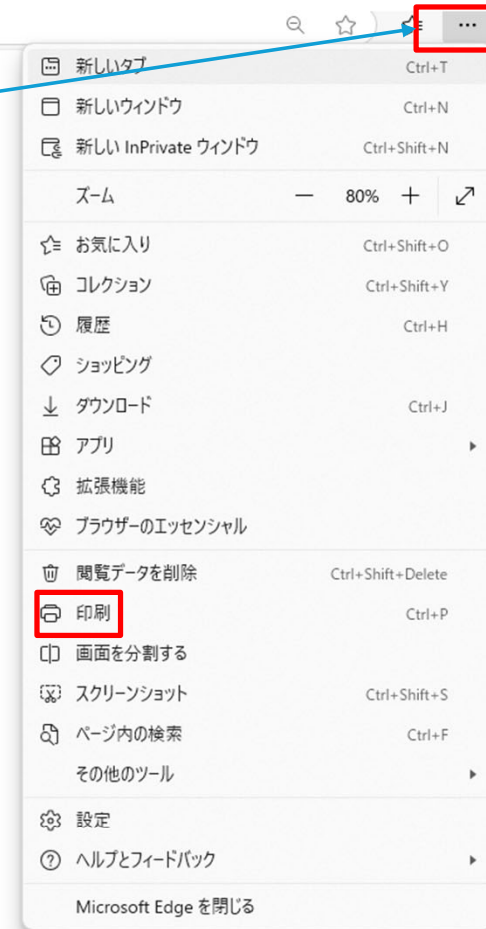 新しいタブ Ctrl+T
新しいウィンドウ Ctrl+N
新しい InPrivate ウィンドウ Ctrl+Shift+N
ズーム — 80% +
お気に入り Ctrl+Shift+O
コレクション Ctrl+Shift+Y
履歴 Ctrl+H
ショッピング
ダウンロード Ctrl+J
アプリ
拡張機能
ブラウザーのエッセンシャル
閲覧データを削除 Ctrl+Shift+Delete
印刷 Ctrl+P
画面を分割する
スクリーンショット Ctrl+Shift+S
ページ内の検索 Ctrl+F
その他のツール
設定
ヘルプとフィードバック
Microsoft Edge を閉じる